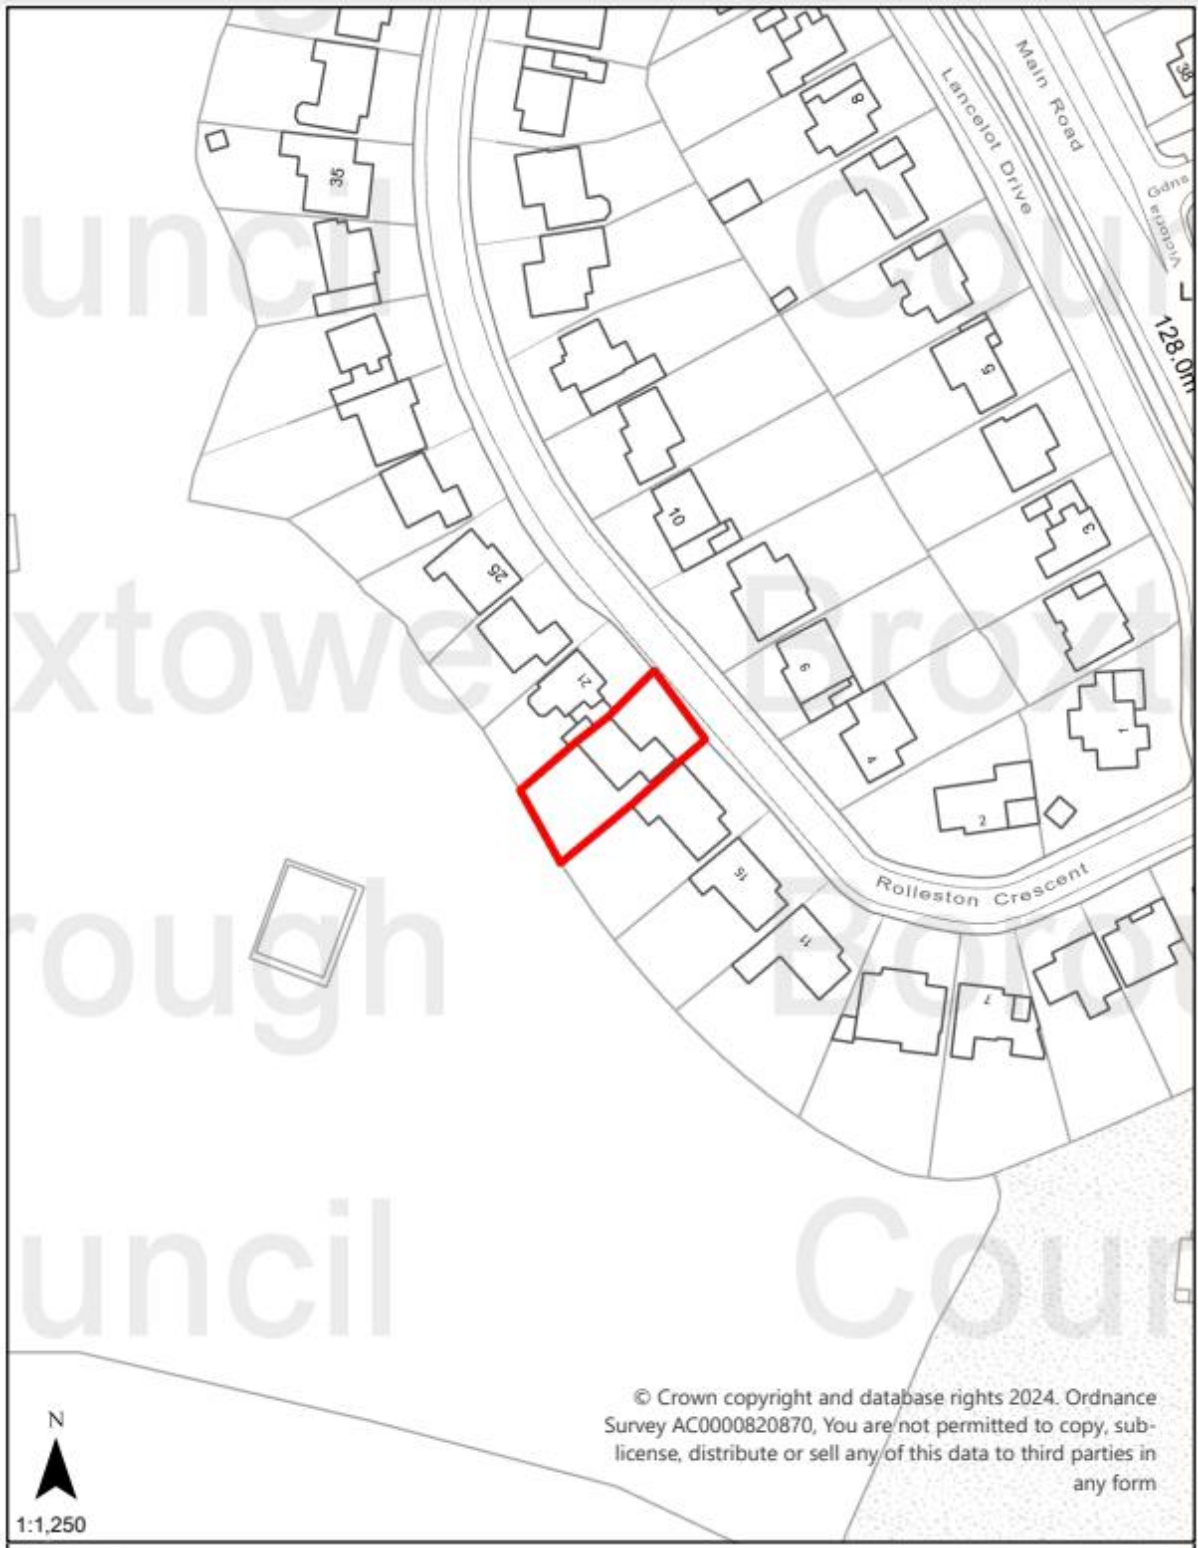 38
Main Road
Lancelot Drive
8
35
Victoria
Gdns
uncil
Coun
128.0m
5
10
3
25
xtowe
Broxt
21
6
4
1
2
15
Rolleston Crescent
rough
Boro
11
7
uncil
Coun
© Crown copyright and database rights 2024. Ordnance
Survey AC0000820870, You are not permitted to copy, sub-
license, distribute or sell any of this data to third parties in
any form
N
1:1,250